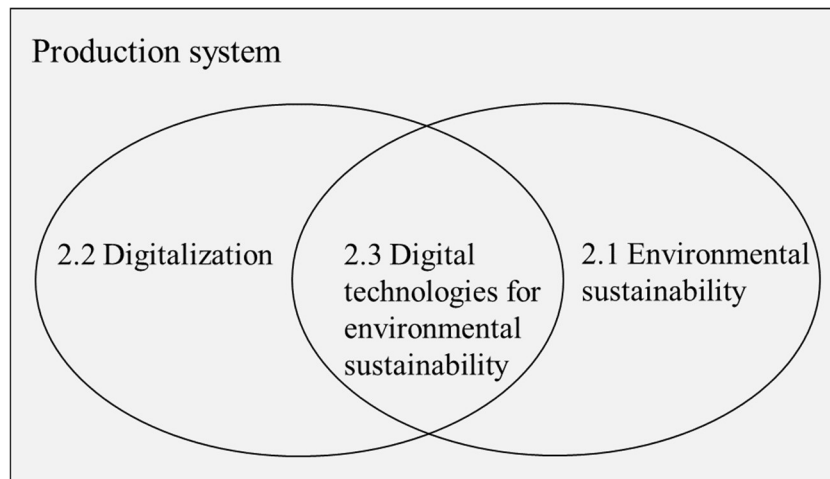 Production system
2.2 Digitalization
2.3 Digital
technologies for
environmental
sustainability
2.1 Environmental
sustainability